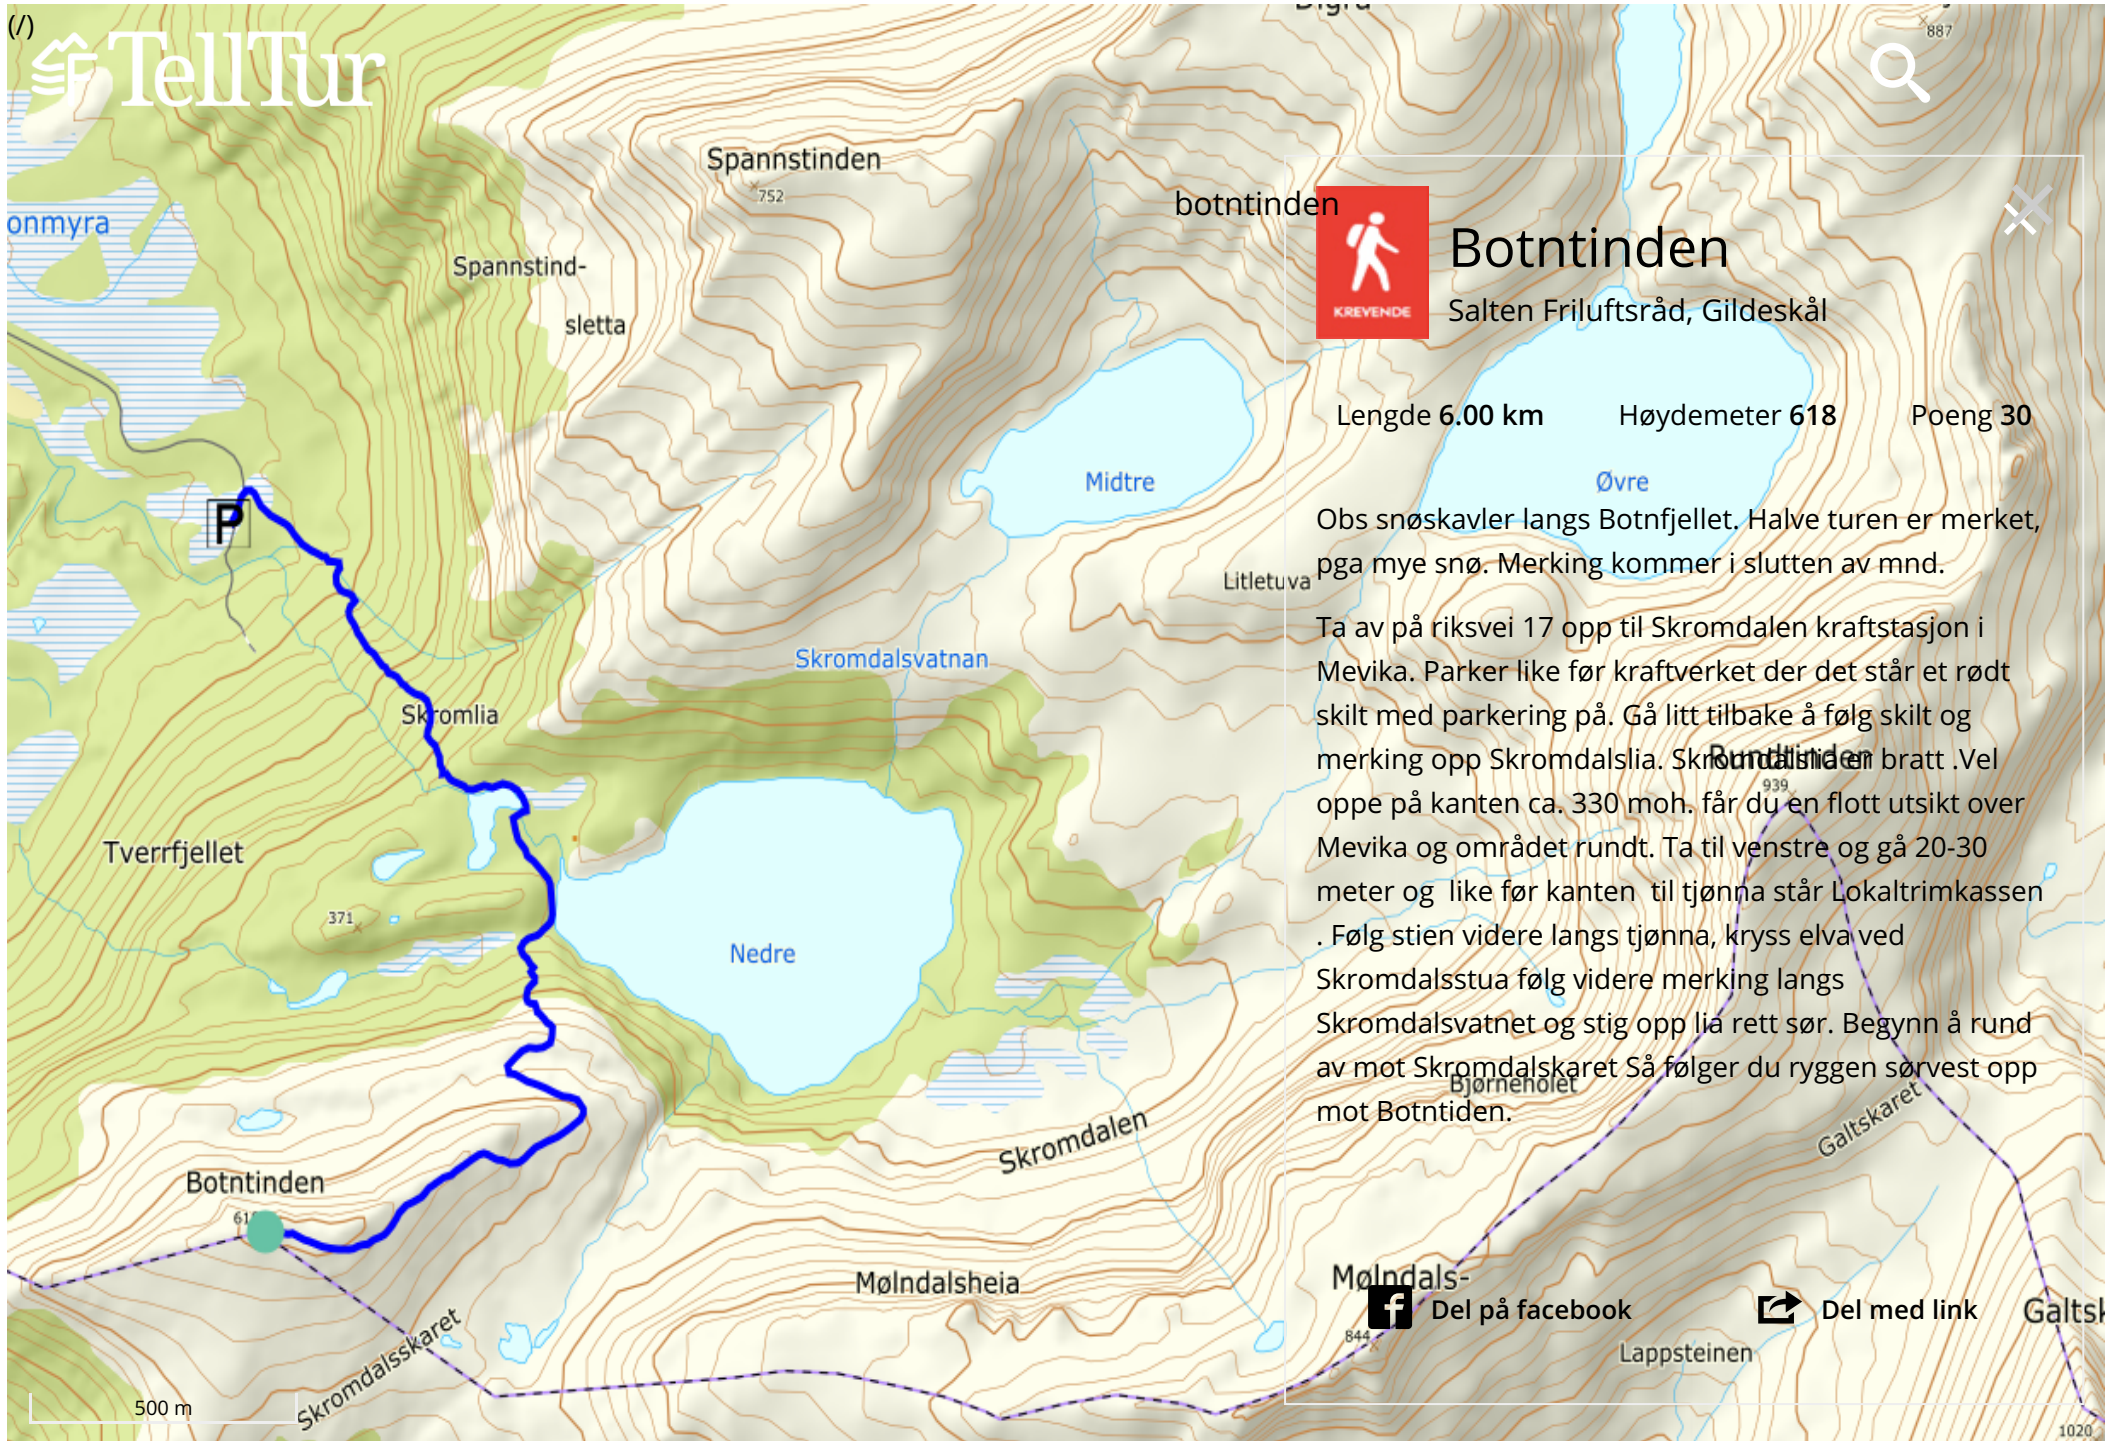 (/)
TellTur
Digra
887
Spannstinden
752
botntinden
onmyra
Botntinden
Spannstind-
sletta
KREVENDE
Salten Friluftsråd, Gildeskål
Lengde 6.00 km Høydemeter 618 Poeng 30
Midtre
Øvre
P
Obs snøskavler langs Botnfjellet. Halve turen er merket,
pga mye snø. Merking kommer i slutten av mnd.
Litletuva
Ta av på riksvei 17 opp til Skromdalen kraftstasjon i
Mevika. Parker like før kraftverket der det står et rødt
skilt med parkering på. Gå litt tilbake å følg skilt og
merking opp Skromdalslia. Skromdalslia er bratt .Vel
oppe på kanten ca. 330 moh. får du en flott utsikt over
Mevika og området rundt. Ta til venstre og gå 20-30
meter og like før kanten til tjønna står Lokaltrimkassen
. Følg stien videre langs tjønna, kryss elva ved
Skromdalsstua følg videre merking langs
Skromdalsvatnet og stig opp lia rett sør. Begynn å rund
av mot Skromdalskaret Så følger du ryggen sørvest opp
mot Botntiden.
Skromdalsvatnan
Skromlia
Rundtinden
939
Tverrfjellet
371
Nedre
Bjørneholet
Skromdalen
Galtskaret
Botntinden
Mølndalsheia
Mølndals-
844
Del på facebook Del med link
Galtsk
Lappsteinen
Skromdalsskaret
500 m
1020